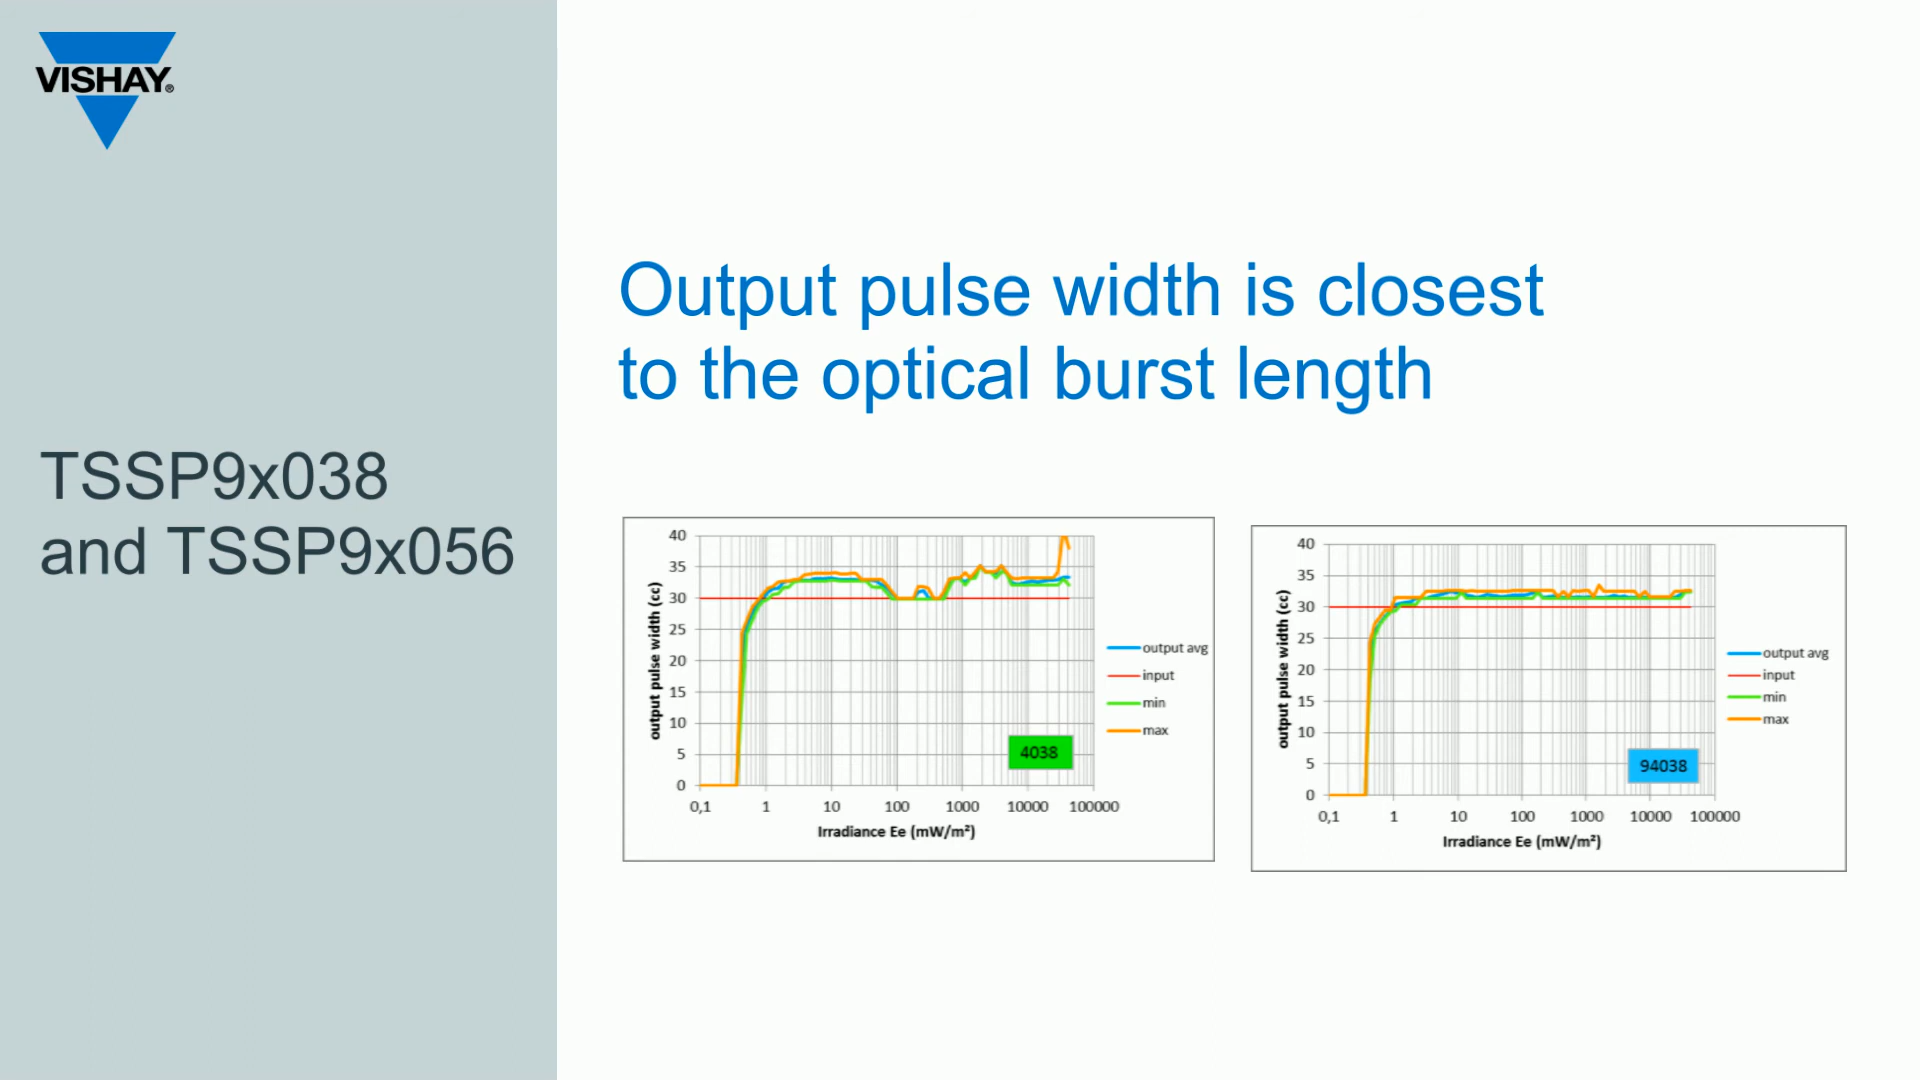 VISHAY®
TSSP9x038
and TSSP9x056
Output pulse width is closest
to the optical burst length
40
35
30
25
20
15
10
5
0
output pulse width (cc)
0,1 1 10 100 1000 10000 100000
Irradiance Ee (mW/m²)
output avg
input
min
max
4038
40
35
30
25
20
15
10
5
0
output pulse width (cc)
0,1 1 10 100 1000 10000 100000
Irradiance Ee (mW/m²)
output avg
input
min
max
94038